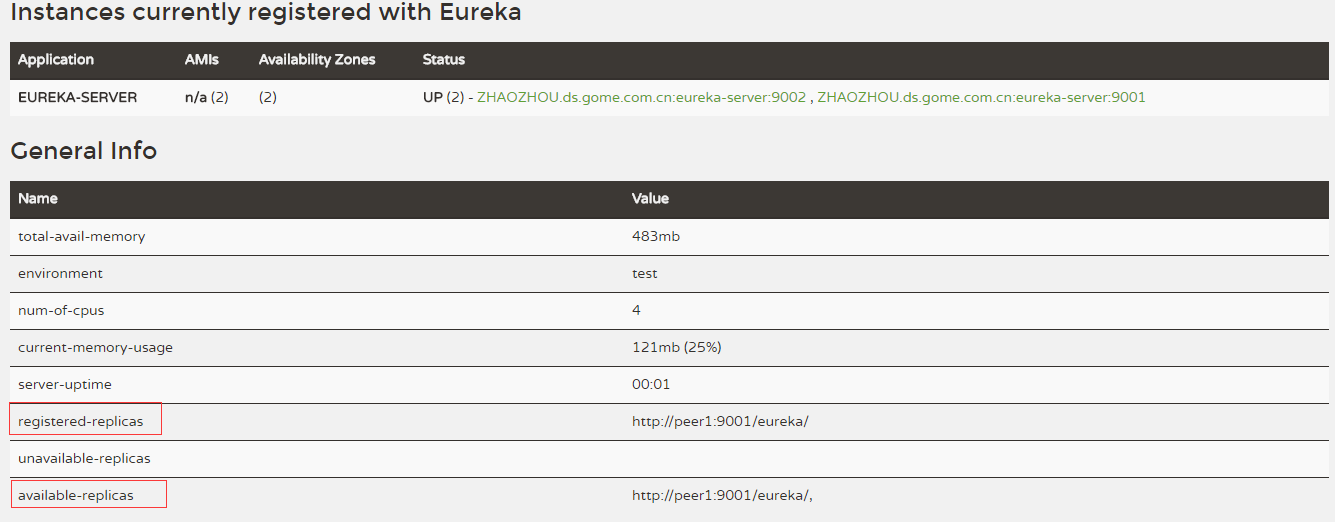 Instances currently registered with Eureka
Application AMIs Availability Zones Status
EUREKA-SERVER n/a (2) (2) UP (2) - ZHAOZHOU.ds.gome.com.cn:eureka-server:9002 , ZHAOZHOU.ds.gome.com.cn:eureka-server:9001
General Info
Name Value
total-avail-memory 483mb
environment test
num-of-cpus 4
current-memory-usage 121mb (25%)
server-uptime 00:01
registered-replicas http://peer1:9001/eureka/
unavailable-replicas
available-replicas http://peer1:9001/eureka/,